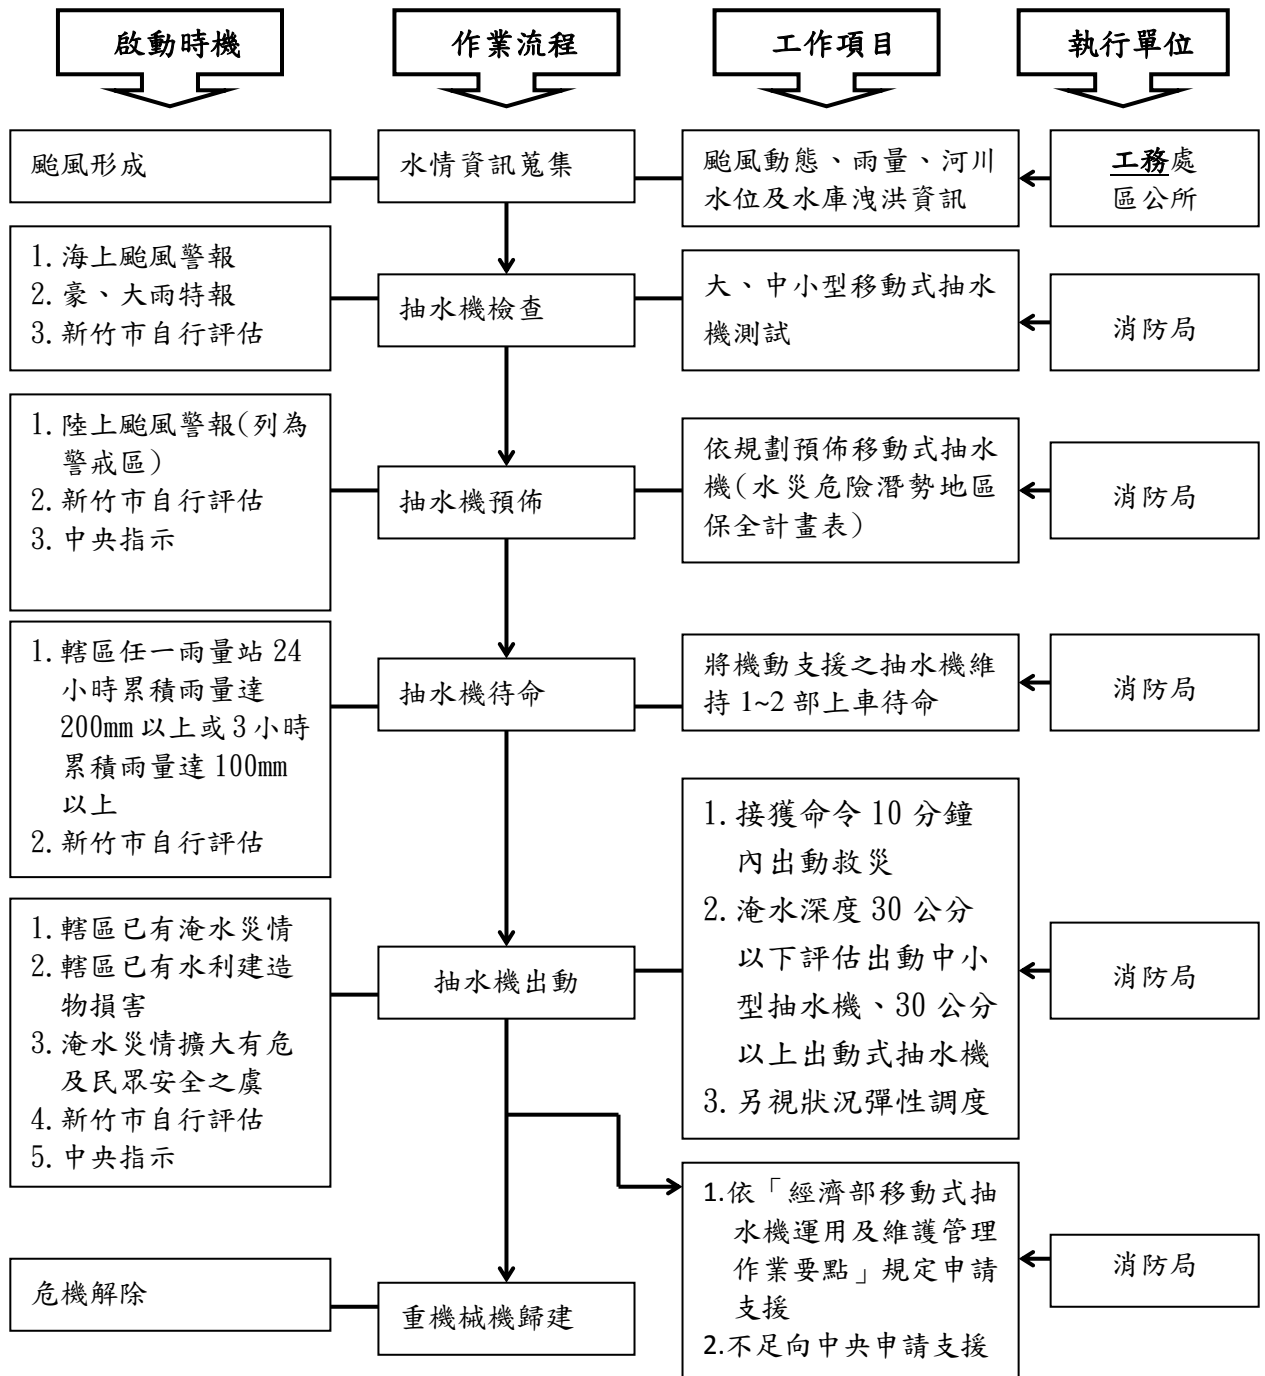 啟動時機
作業流程
工作項目
執行單位
颱風形成
水情資訊蒐集
颱風動態、雨量、河川
水位及水庫洩洪資訊
工務處
區公所
1.海上颱風警報
2.豪、大雨特報
3.新竹市自行評估
抽水機檢查
大、中小型移動式抽水
機測試
消防局
1.陸上颱風警報(列為
警戒區)
2.新竹市自行評估
3.中央指示
抽水機預佈
依規劃預佈移動式抽水
機(水災危險潛勢地區
保全計畫表)
消防局
1.轄區任一雨量站 24
小時累積雨量達
200mm 以上或 3 小時
累積雨量達 100mm
以上
2.新竹市自行評估
抽水機待命
將機動支援之抽水機維
持 1~2 部上車待命
消防局
1.轄區已有淹水災情
2.轄區已有水利建造
物損害
3.淹水災情擴大有危
及民眾安全之虞
4.新竹市自行評估
5.中央指示
抽水機出動
1.接獲命令 10 分鐘
內出動救災
2.淹水深度 30 公分
以下評估出動中小
型抽水機、30 公分
以上出動式抽水機
3.另視狀況彈性調度
消防局
危機解除
重機械機歸建
1.依「經濟部移動式抽
水機運用及維護管理
作業要點」規定申請
支援
2.不足向中央申請支援
消防局